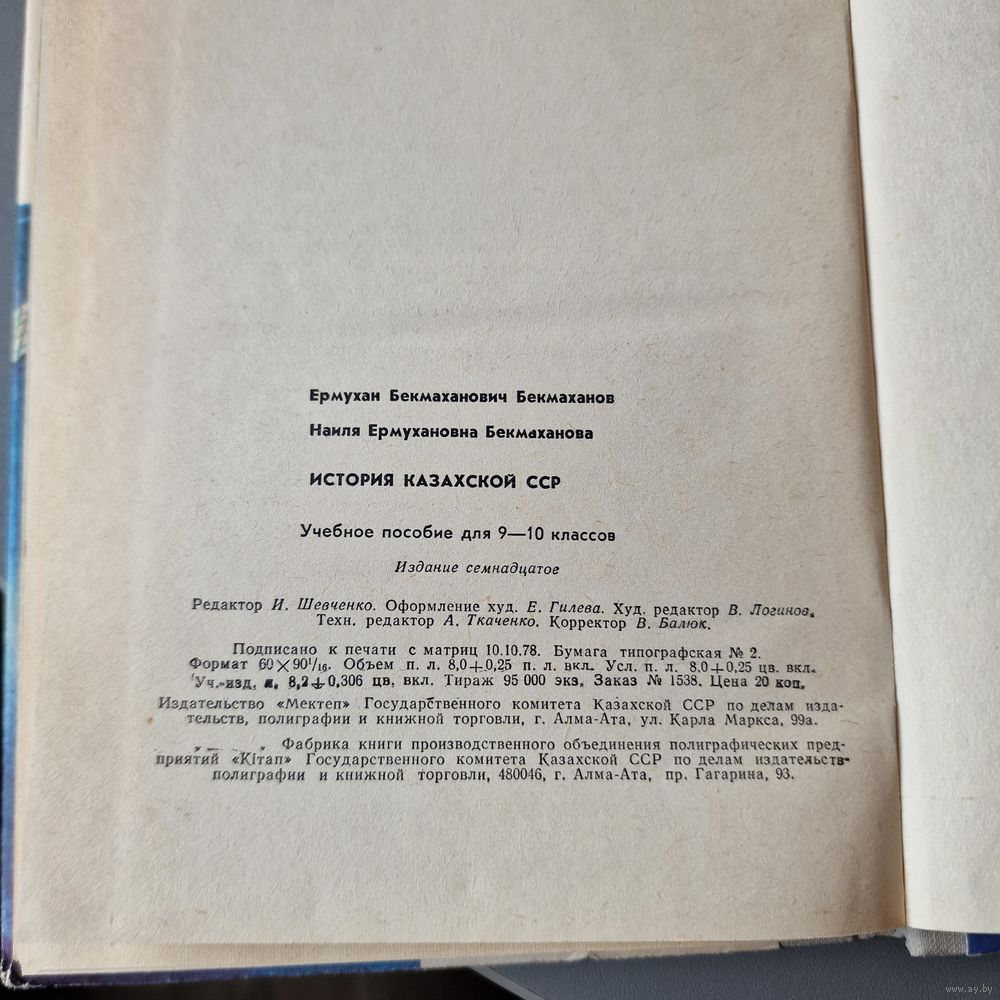 Ермухан Бекмаханович Бекмаханов
Наиля Ермухановна Бекмаханова
ИСТОРИЯ КАЗАХСКОЙ ССР
Учебное пособие для 9—10 классов
Издание семнадцатое
Редактор И. Шевченко. Оформление худ. Е. Гилева. Худ. редактор В. Логинов.
Техн. редактор А. Ткаченко. Корректор В. Балюк.
Подписано к печати с матриц 10.10.78. Бумага типографская № 2.
Формат 60×90¹/₁₆. Объем п. л. 8,0+0,25 п. л. вкл. Усл. п. л. 8,0+0,25 цв. вкл.
Уч.-изд. л. 8,2+0,306 цв. вкл. Тираж 95 000 экз. Заказ № 1538. Цена 20 коп.
Издательство «Мектеп» Государственного комитета Казахской ССР по делам изда-
тельств, полиграфии и книжной торговли, г. Алма-Ата, ул. Карла Маркса, 99а.
Фабрика книги производственного объединения полиграфических пред-
приятий «Кітап» Государственного комитета Казахской ССР по делам издательств-
полиграфии и книжной торговли, 480046, г. Алма-Ата, пр. Гагарина, 93.
www.ay.by